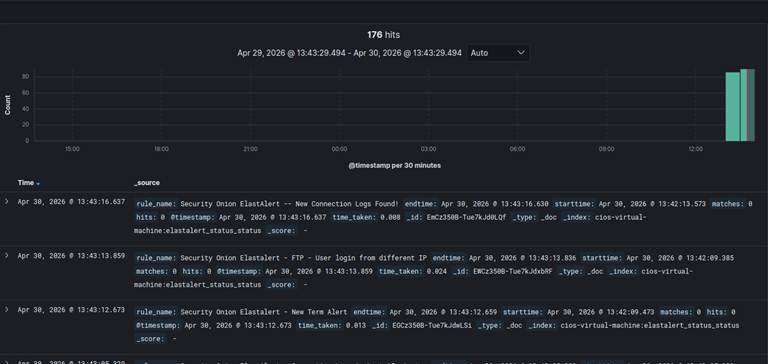 176 hits
Apr 29, 2026 @ 13:43:29.494 - Apr 30, 2026 @ 13:43:29.494 Auto
80
60
40
20
0
Count
15:00 18:00 21:00 00:00 03:00 06:00 09:00 12:00
@timestamp per 30 minutes
Time _source
Apr 30, 2026 @ 13:43:16.637 rule_name: Security Onion ElastAlert -- New Connection Logs Found! endtime: Apr 30, 2026 @ 13:43:16.630 starttime: Apr 30, 2026 @ 13:42:13.573 matches: 0
hits: 0 @timestamp: Apr 30, 2026 @ 13:43:16.637 time_taken: 0.008 _id: EmCz350B-Tue7kJd0LQf _type: _doc _index: cios-virtual-
machine:elastalert_status_status _score: -
Apr 30, 2026 @ 13:43:13.859 rule_name: Security Onion ElastAlert - FTP - User login from different IP endtime: Apr 30, 2026 @ 13:43:13.836 starttime: Apr 30, 2026 @ 13:42:09.385
matches: 0 hits: 0 @timestamp: Apr 30, 2026 @ 13:43:13.859 time_taken: 0.024 _id: EWCz350B-Tue7kJdxbRF _type: _doc _index: cios-virtual-
machine:elastalert_status_status _score: -
Apr 30, 2026 @ 13:43:12.673 rule_name: Security Onion ElastAlert - New Term Alert endtime: Apr 30, 2026 @ 13:43:12.659 starttime: Apr 30, 2026 @ 13:42:09.473 matches: 0 hits: 0
@timestamp: Apr 30, 2026 @ 13:43:12.673 time_taken: 0.013 _id: EGCz350B-Tue7kJdwLSi _type: _doc _index: cios-virtual-machine:elastalert_status_status
_score: -